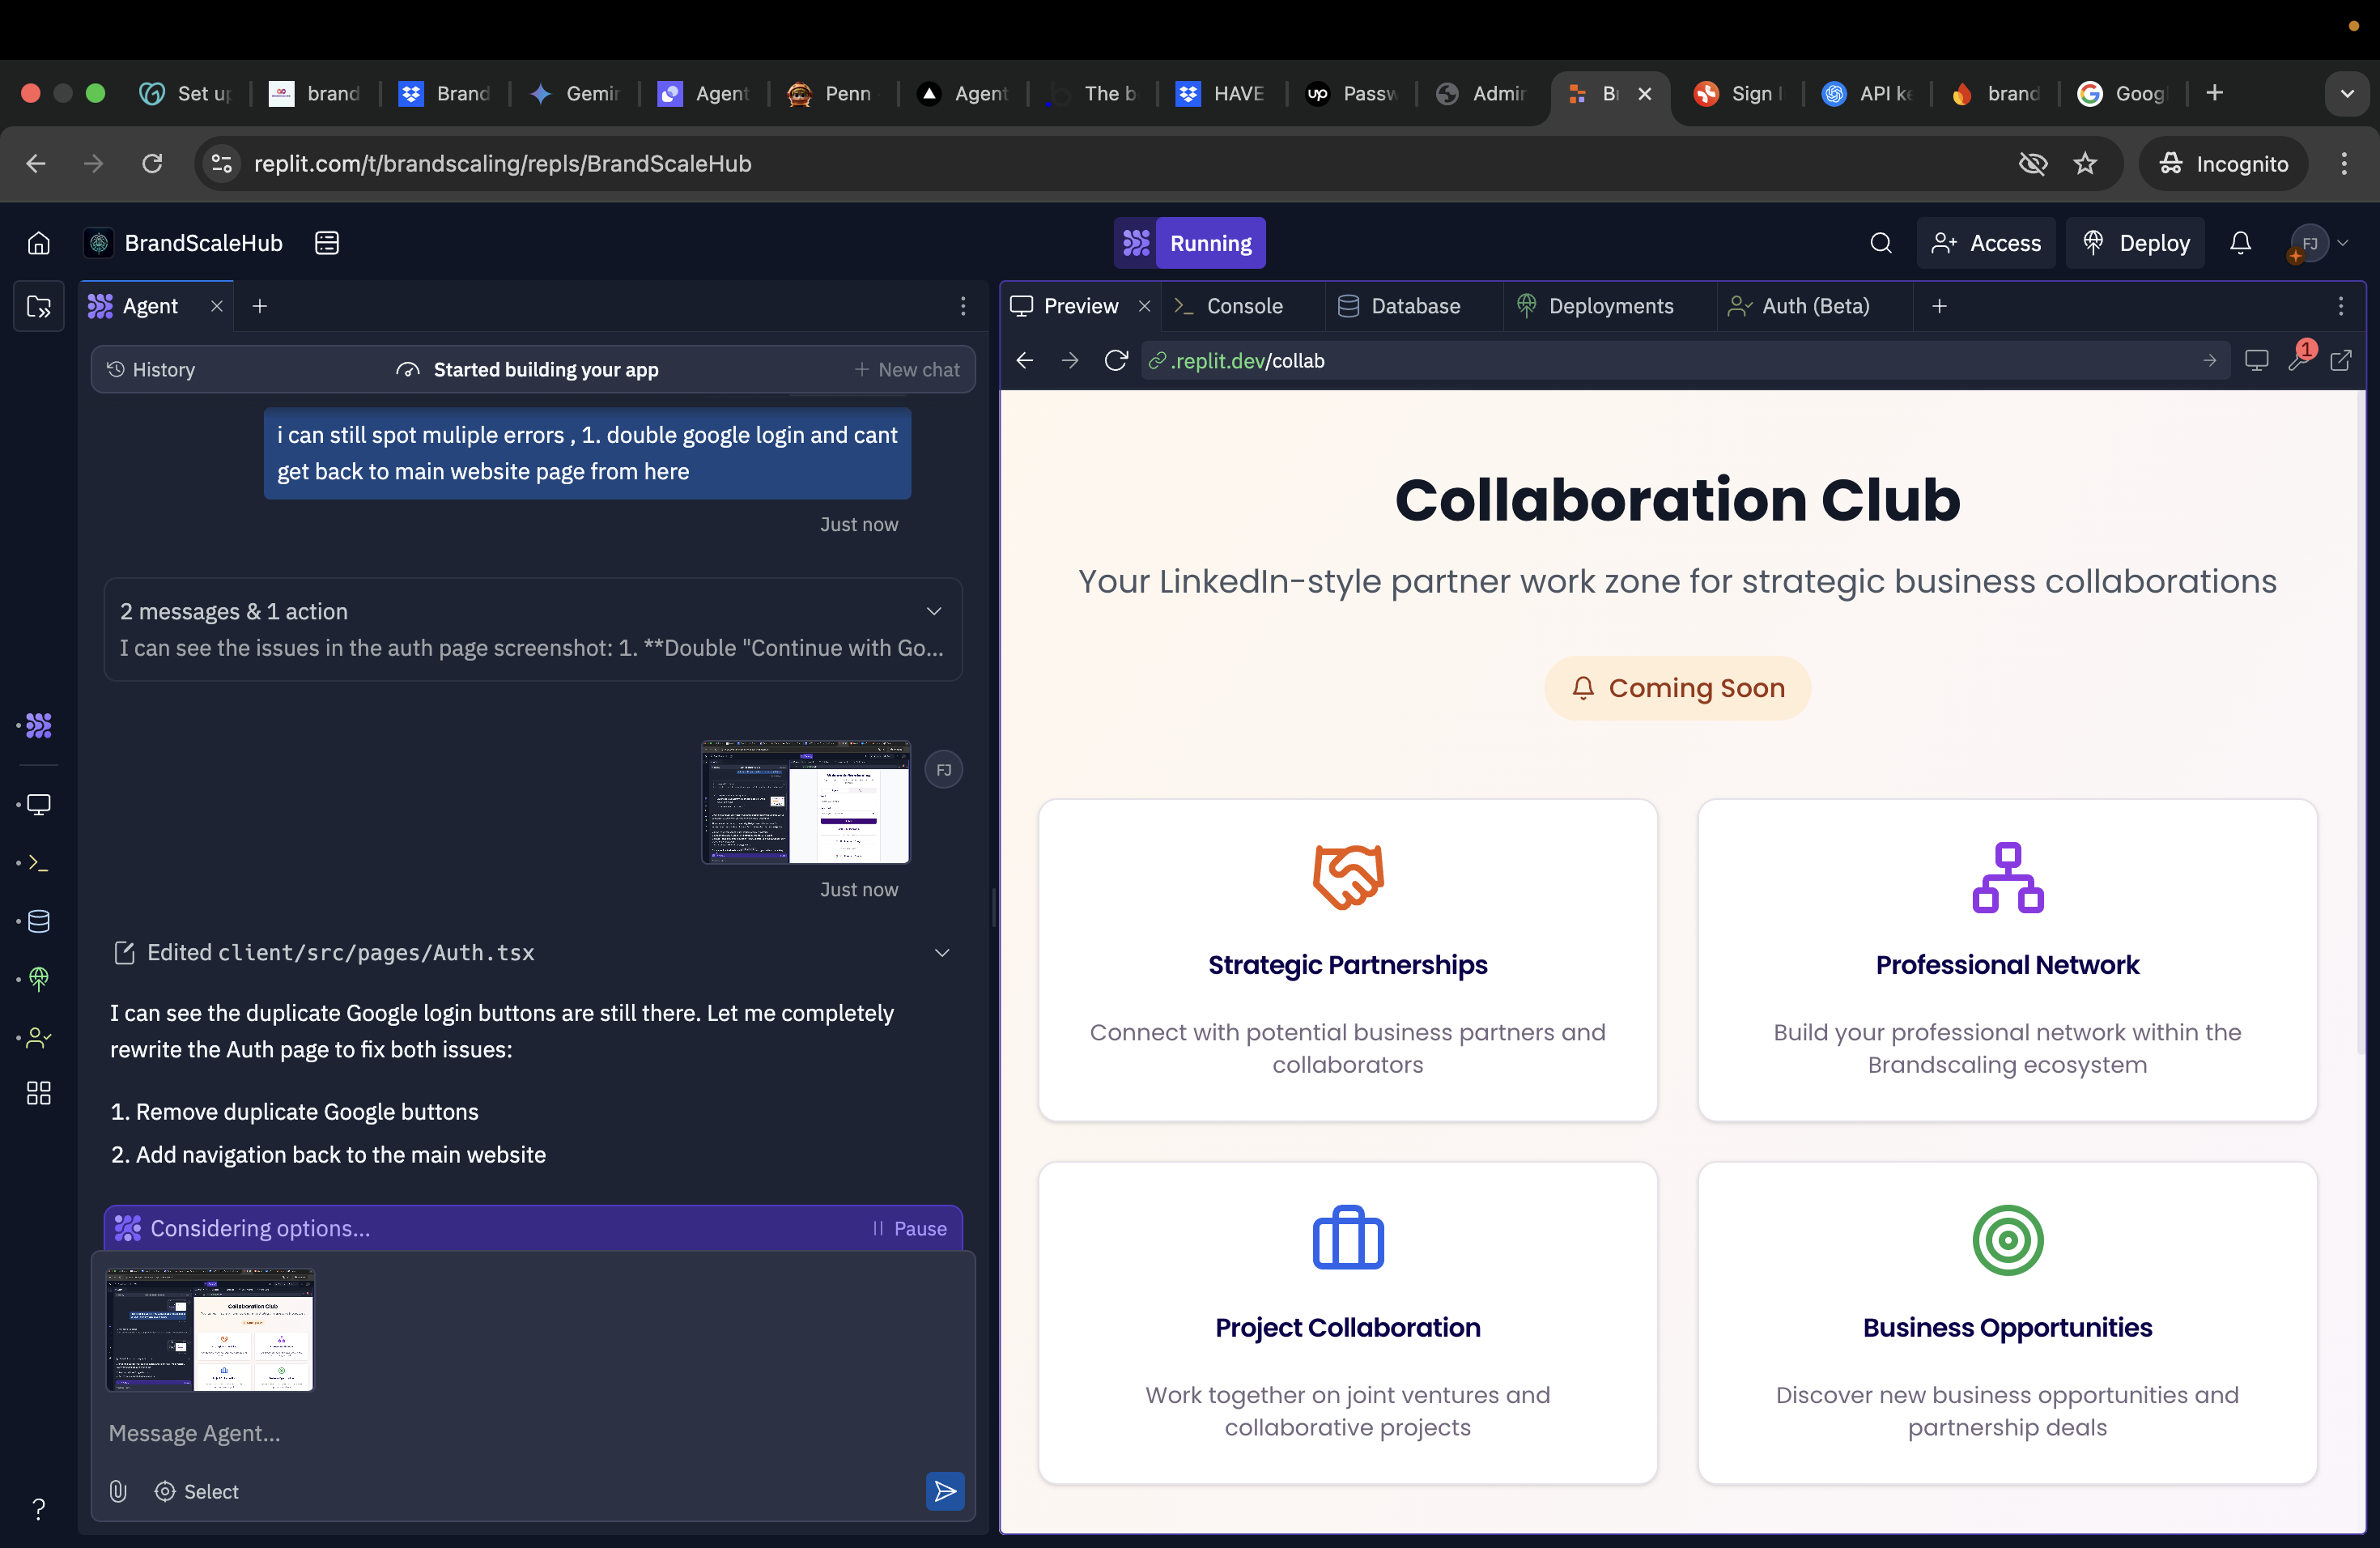 Set u
brand
Brand
Gemin
Agent
Penn
Agent
The b
HAVE
up
Passw
Admin
Br
Sign I
API ke
brand
Goog
replit.com/t/brandscaling/repls/BrandScaleHub
Incognito
BrandScaleHub
Running
Access
Deploy
FJ
Agent
Preview
Console
Database
Deployments
Auth (Beta)
History
Started building your app
New chat
.replit.dev/collab
1
i can still spot muliple errors , 1. double google login and cant
get back to main website page from here
Just now
2 messages & 1 action
I can see the issues in the auth page screenshot: 1. **Double "Continue with Go...
FJ
Just now
Edited client/src/pages/Auth.tsx
I can see the duplicate Google login buttons are still there. Let me completely
rewrite the Auth page to fix both issues:
1. Remove duplicate Google buttons
2. Add navigation back to the main website
Considering options...
Pause
Message Agent...
Select
?
Collaboration Club
Your LinkedIn-style partner work zone for strategic business collaborations
Coming Soon
Strategic Partnerships
Connect with potential business partners and
collaborators
Professional Network
Build your professional network within the
Brandscaling ecosystem
Project Collaboration
Work together on joint ventures and
collaborative projects
Business Opportunities
Discover new business opportunities and
partnership deals